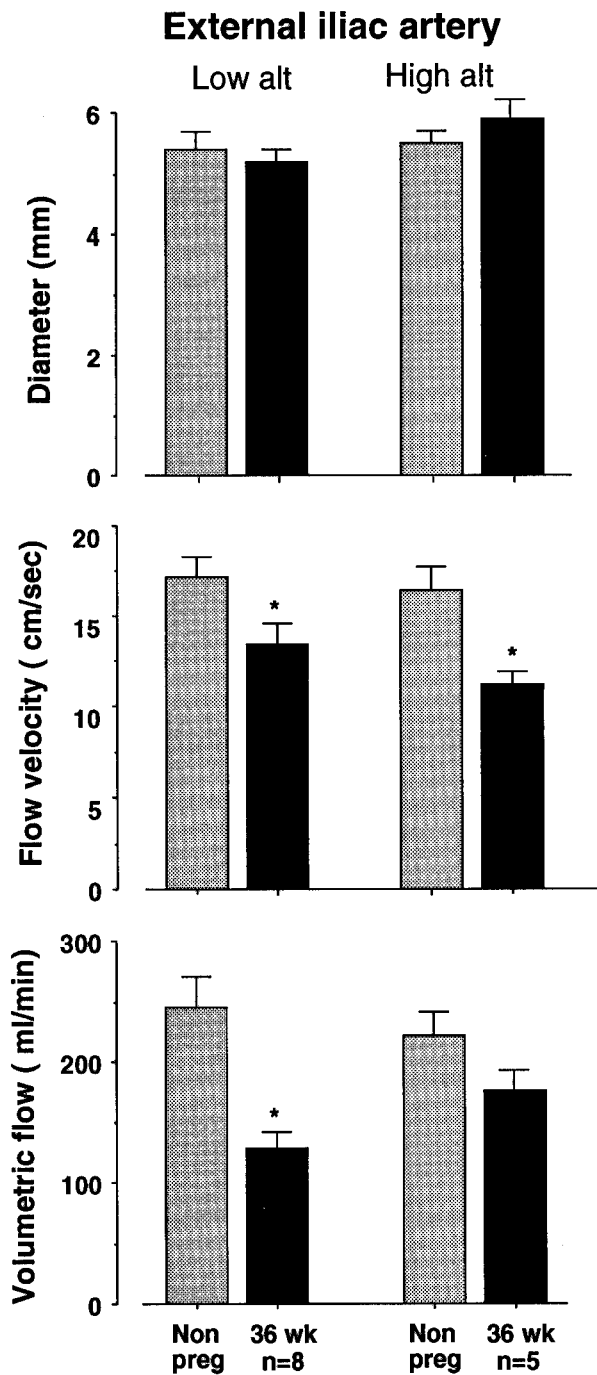 External iliac artery
Low alt
High alt
Diameter (mm)
6
4
2
0
Flow velocity ( cm/sec)
20
15
10
5
0
*
*
Volumetric flow ( ml/min)
300
200
100
0
*
Non
preg
36 wk
n=8
Non
preg
36 wk
n=5